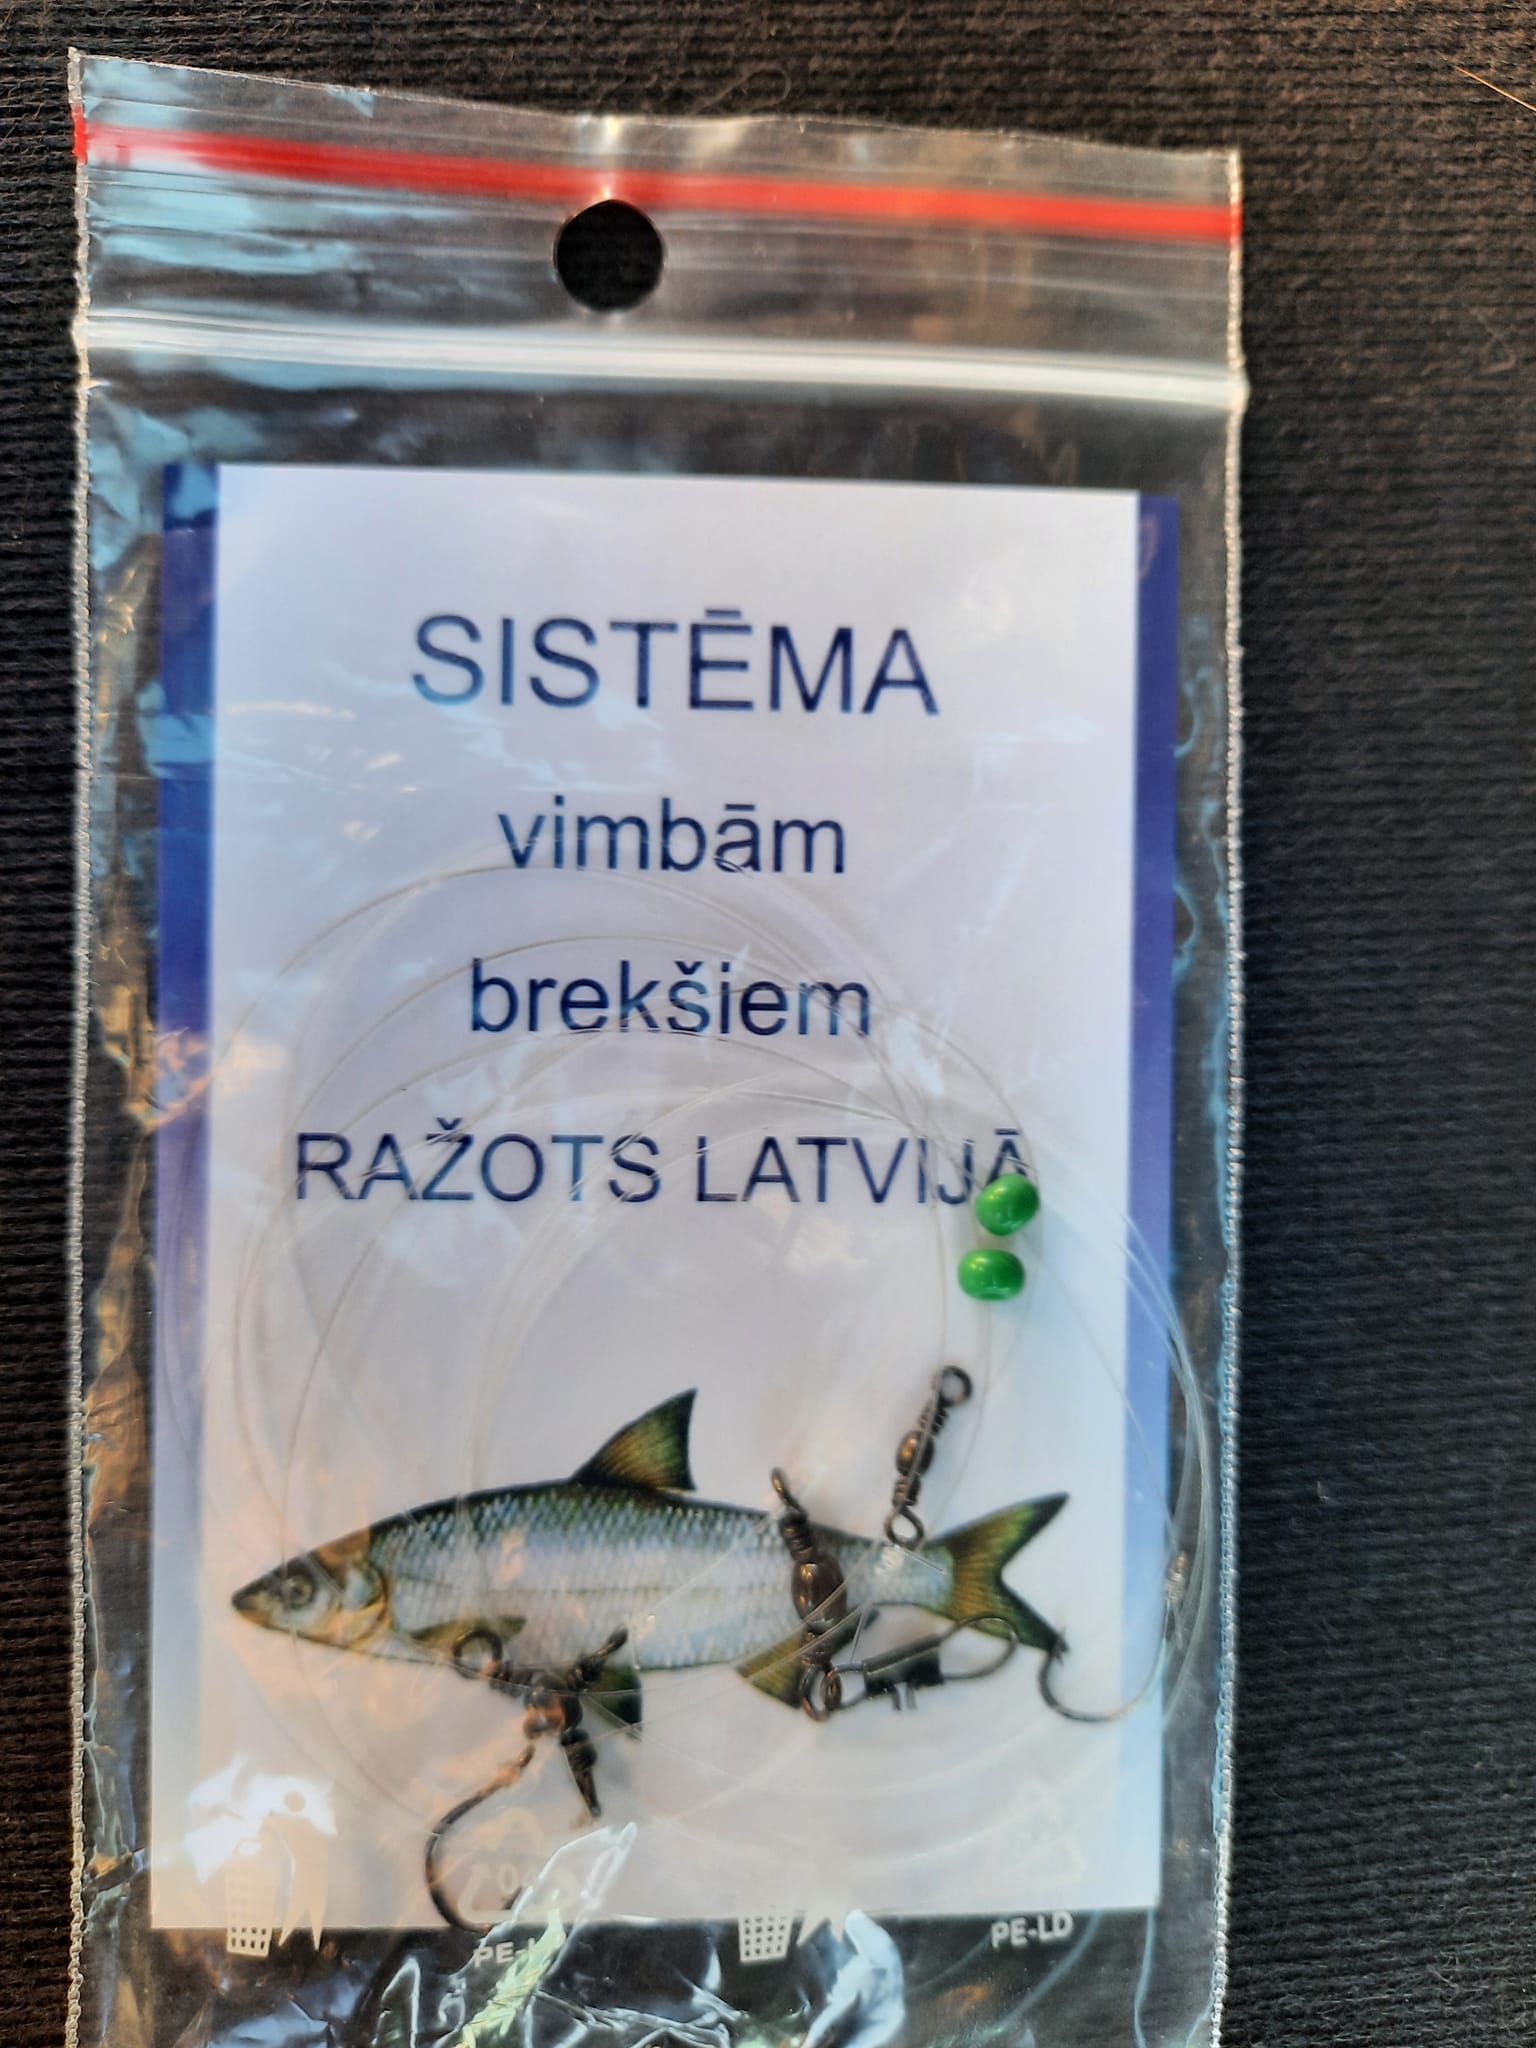 SISTĒMA
vimbām
brekšiem
RAŽOTS LATVIJĀ
PE-LD